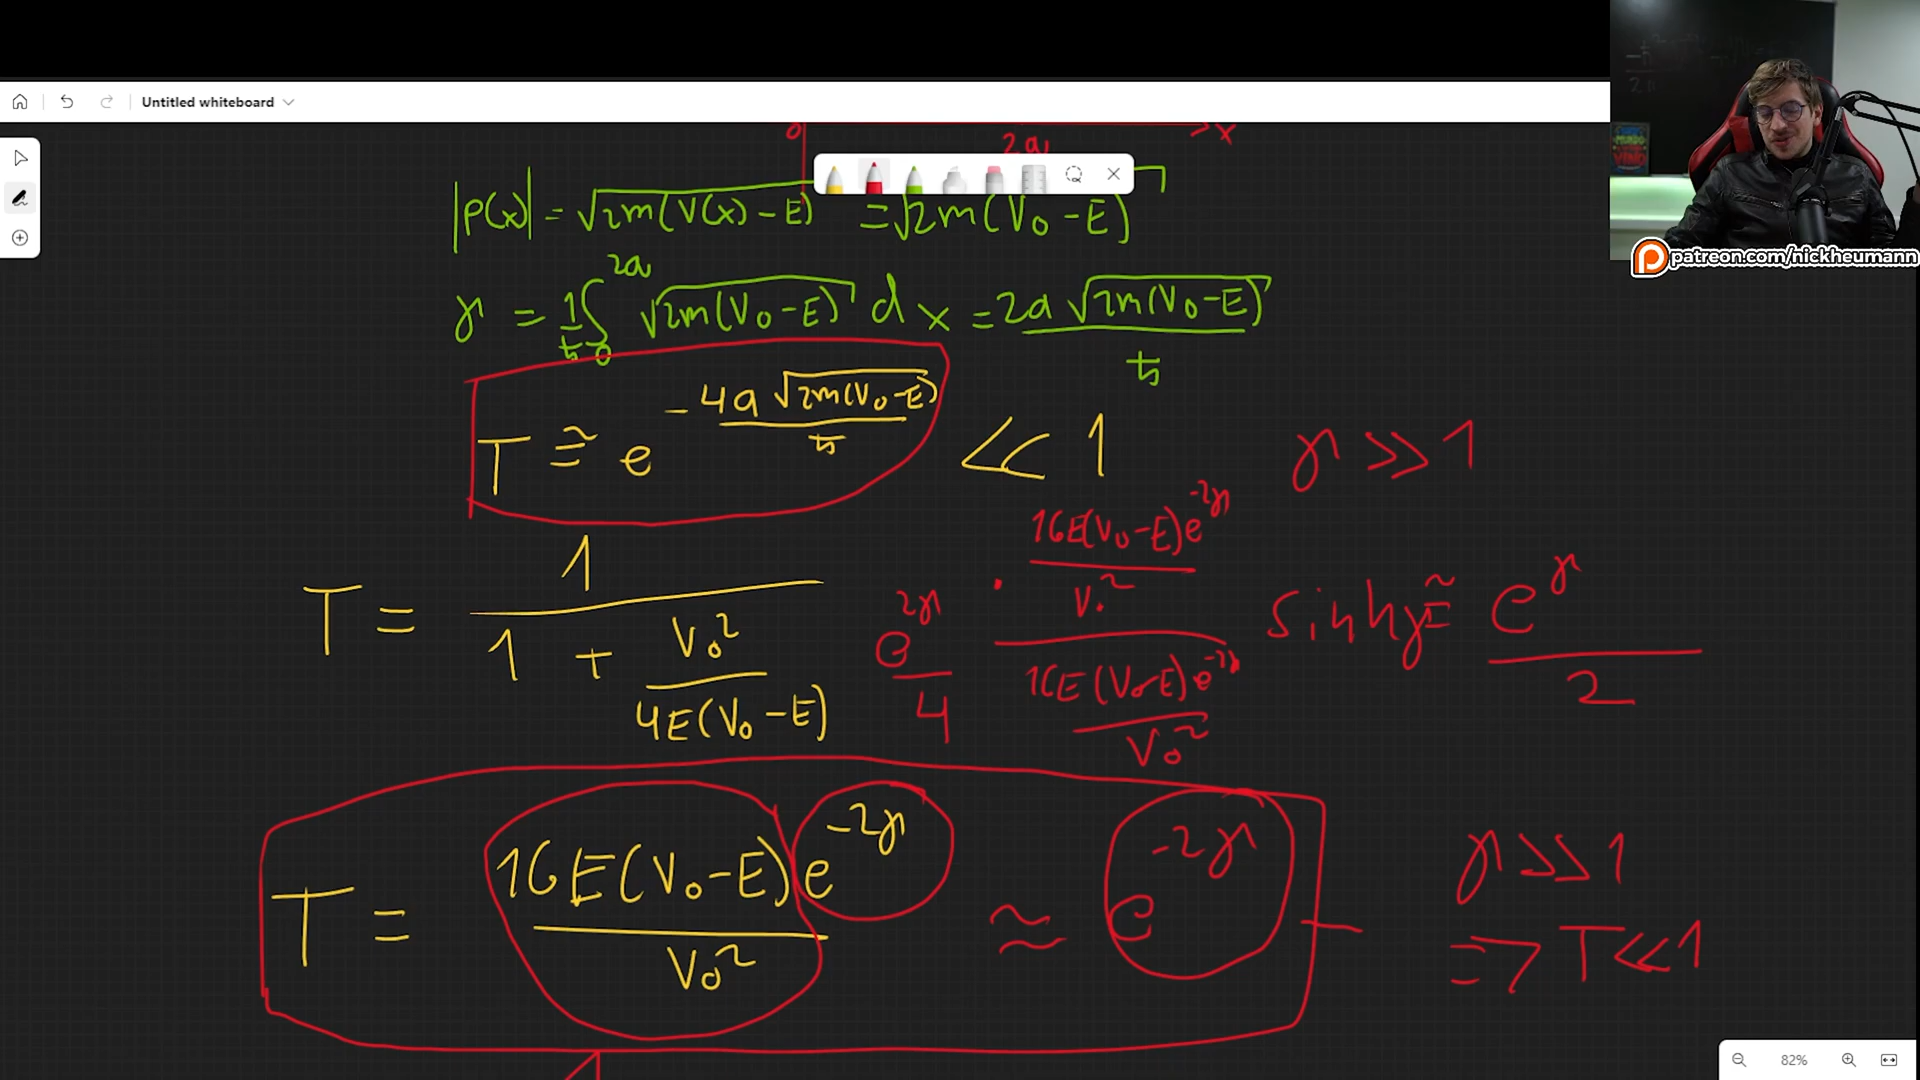 Untitled whiteboard
0
2a
x
|P(x)| = √2m(V(x) - E) = √2m(V₀ - E)
γ = 1/ħ ∫₀²ᵃ √2m(V₀-E) dx = 2a √2m(V₀-E) / ħ
T ≅ e^(-4a √2m(V₀-E) / ħ) << 1
γ >> 1
T = 1 / (1 + V₀² / 4E(V₀-E))
e^2γ / 4
· 16E(V₀-E)e^-2γ / V₀²
16E(V₀-E)e^-2γ / V₀²
Sinhγ ≅ e^γ / 2
T = 16E(V₀-E)e^-2γ / V₀² ≈ e^-2γ
γ >> 1
=> T << 1
patreon.com/nickheumann
82%